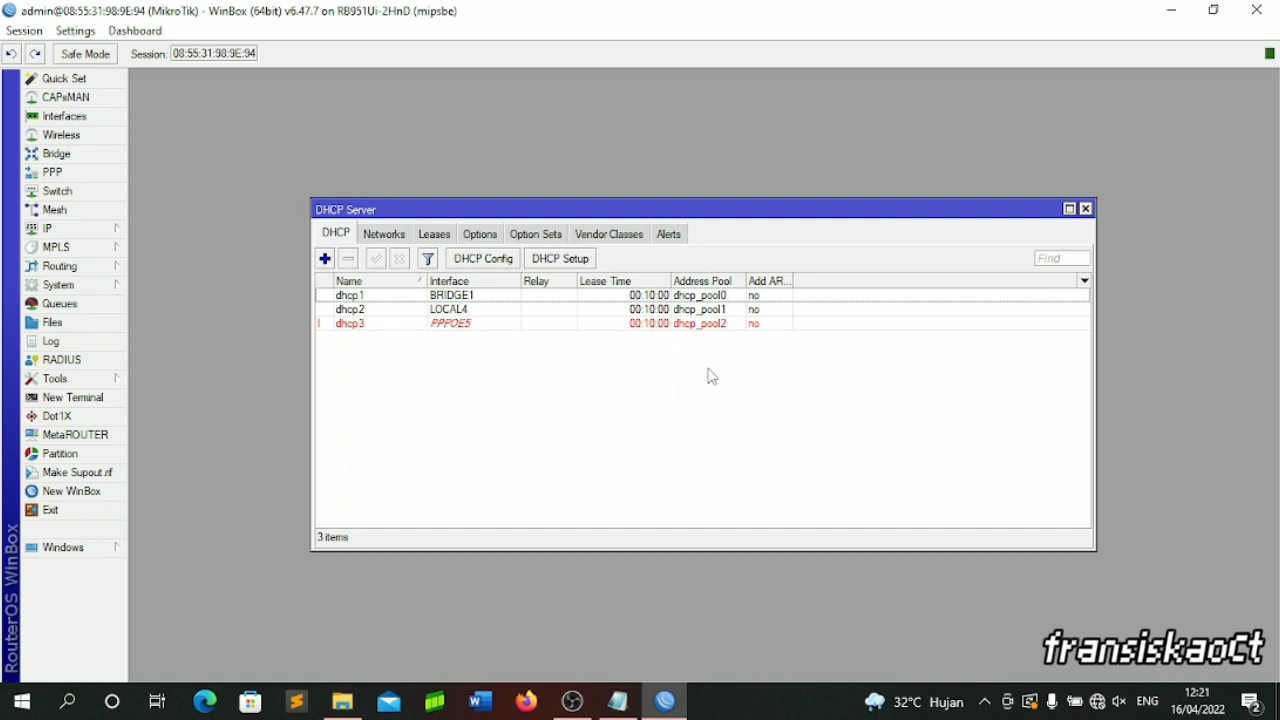 admin@08:55:31:98:9E:94 (MikroTik) - WinBox (64bit) v6.47.7 on RB951Ui-2HnD (mipsbe)
Session Settings Dashboard
Safe Mode Session: 08:55:31:98:9E:94
Quick Set
CAPsMAN
Interfaces
Wireless
Bridge
PPP
Switch
Mesh
IP
MPLS
Routing
System
Queues
Files
Log
RADIUS
Tools
New Terminal
Dot1X
MetaROUTER
Partition
Make Supout.rif
New WinBox
Exit
Windows
RouterOS WinBox
DHCP Server
DHCP Networks Leases Options Option Sets Vendor Classes Alerts
DHCP Config DHCP Setup Find
Name Interface Relay Lease Time Address Pool Add AR...
dhcp1 BRIDGE1 00:10:00 dhcp_pool0 no
dhcp2 LOCAL4 00:10:00 dhcp_pool1 no
I dhcp3 PPPOE5 00:10:00 dhcp_pool2 no
3 items
transiskaoct
32°C Hujan ENG 12:21
16/04/2022 2